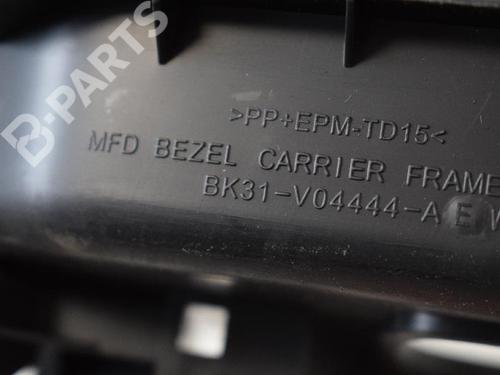 B-PARTS
>PP+EPM-TD15<
MFD BEZEL CARRIER FRAME
BK31-V04444-A E W